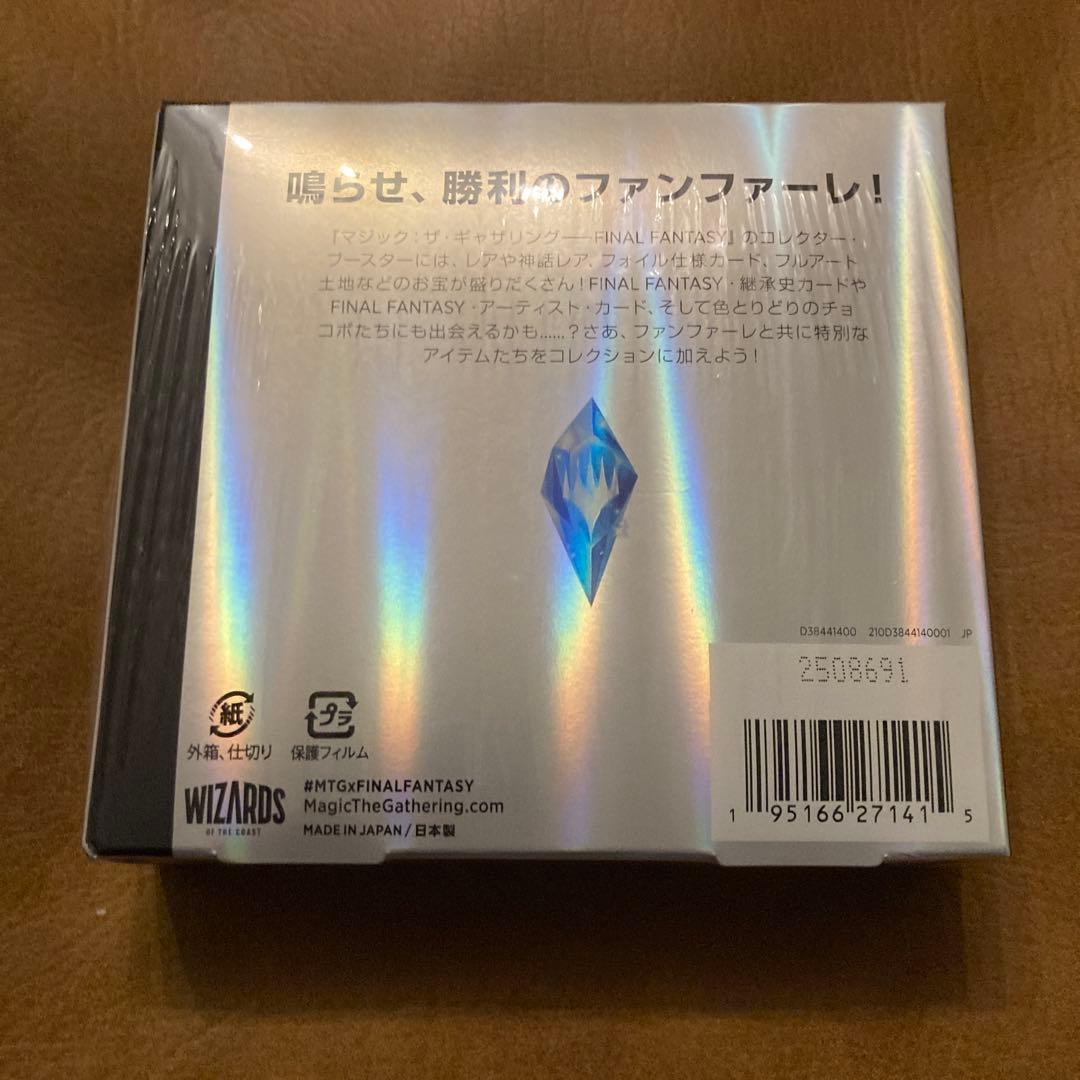 鳴らせ、勝利のファンファーレ!
『マジック:ザ・ギャザリング——FINAL FANTASY』のコレクター・
ブースターには、レアや神話レア、フォイル仕様カード、フルアート
土地などのお宝が盛りだくさん!FINAL FANTASY・継承史カードや
FINAL FANTASY・アーティスト・カード、そして色とりどりのチョ
コボたちにも出会えるかも……?さあ、ファンファーレと共に特別な
アイテムたちをコレクションに加えよう!
D38441400 210D3844140001 JP
2508691
1 95166 27141 5
紙
外箱、仕切り
プラ
保護フィルム
WIZARDS
OF THE COAST
#MTGxFINALFANTASY
MagicTheGathering.com
MADE IN JAPAN / 日本製